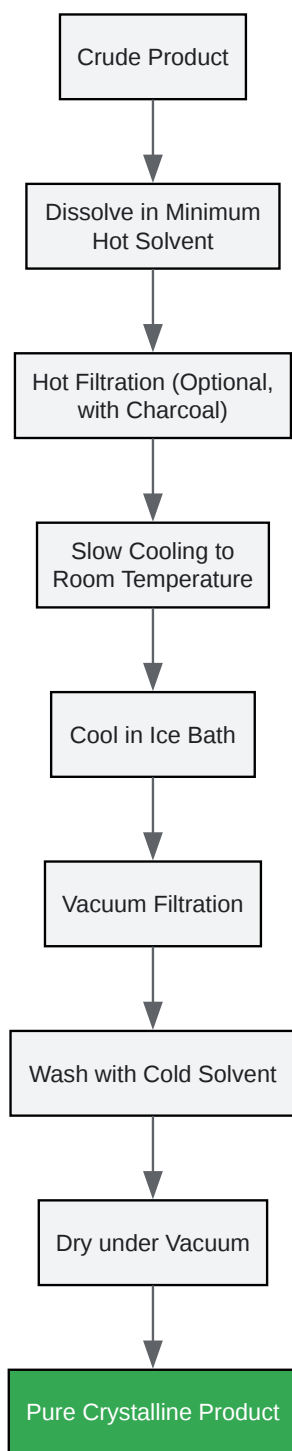 Crude Product
Dissolve in Minimum
Hot Solvent
Hot Filtration (Optional,
with Charcoal)
Slow Cooling to
Room Temperature
Cool in Ice Bath
Vacuum Filtration
Wash with Cold Solvent
Dry under Vacuum
Pure Crystalline Product